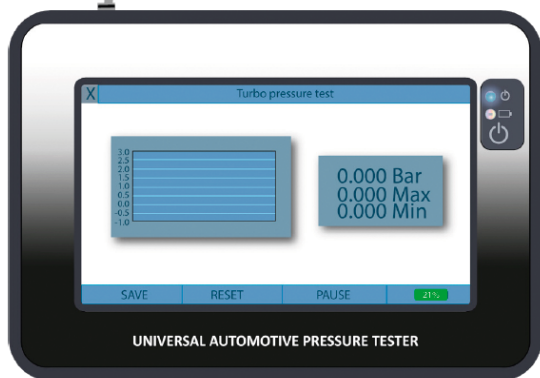 X
Turbo pressure test
3.0
2.5
2.0
1.5
1.0
0.5
0.0
-0.5
-1.0
0.000 Bar
0.000 Max
0.000 Min
SAVE RESET PAUSE 21%
UNIVERSAL AUTOMOTIVE PRESSURE TESTER